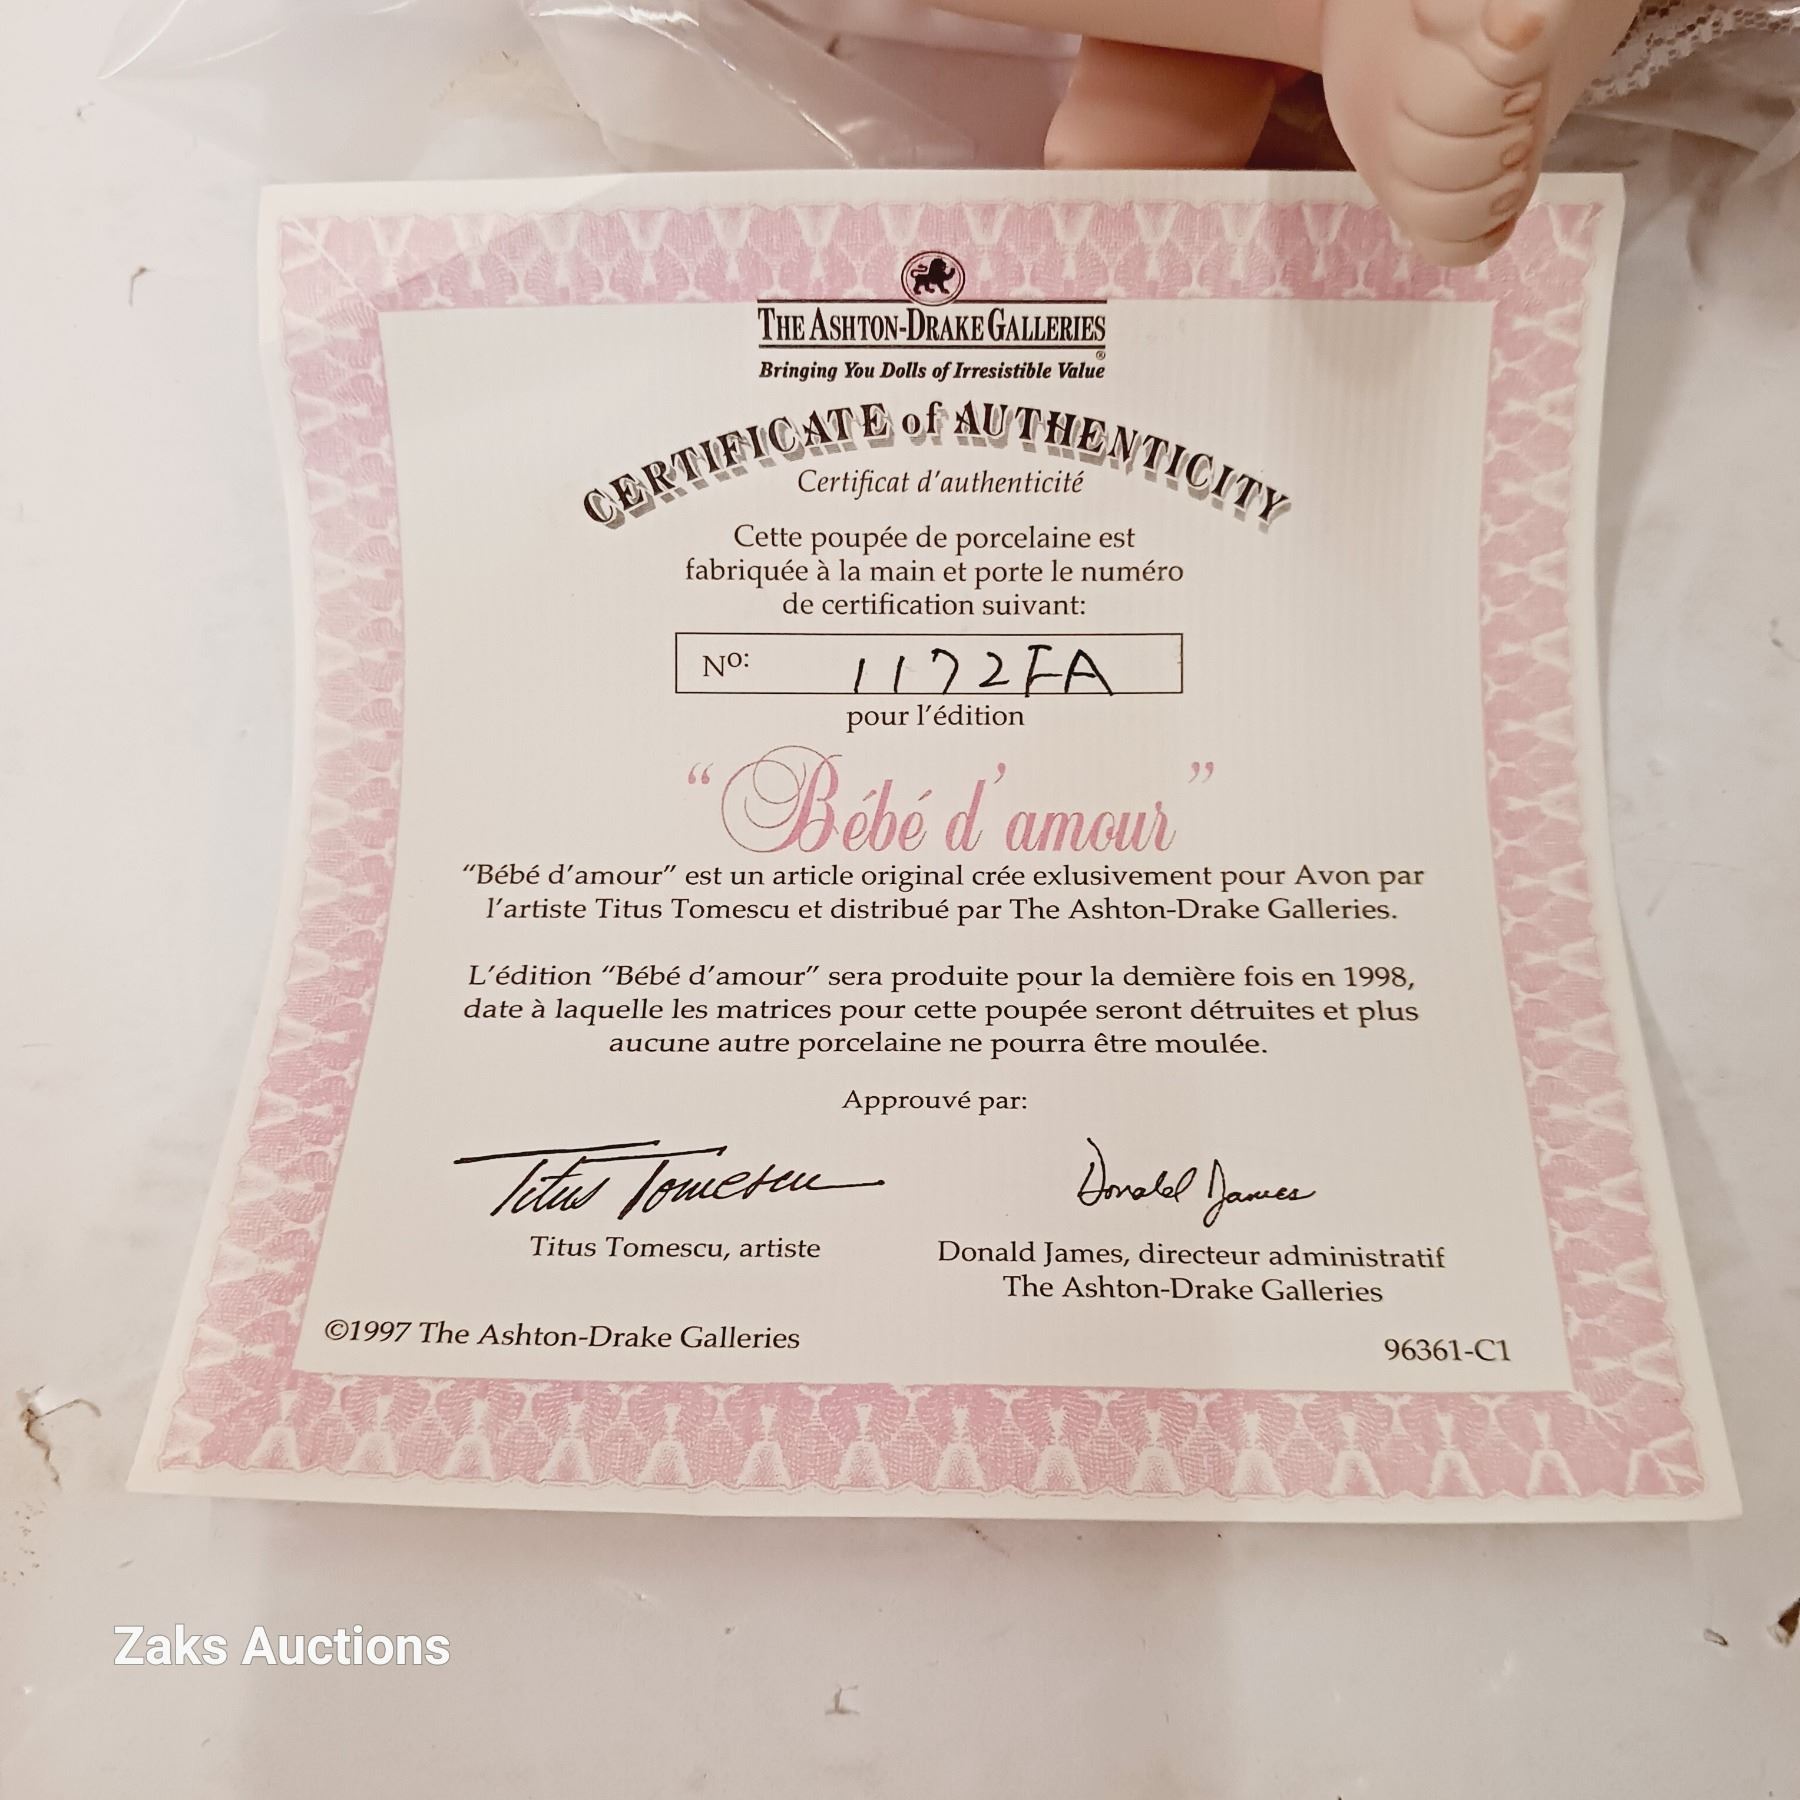 THE ASHTON-DRAKE GALLERIES
®
Bringing You Dolls of Irresistible Value
CERTIFICATE of AUTHENTICITY
Certificat d'authenticité
Cette poupée de porcelaine est
fabriquée à la main et porte le numéro
de certification suivant:
No: 1172FA
pour l'édition
"Bébé d'amour"
"Bébé d'amour" est un article original crée exlusivement pour Avon par
l'artiste Titus Tomescu et distribué par The Ashton-Drake Galleries.
L'édition "Bébé d'amour" sera produite pour la demière fois en 1998,
date à laquelle les matrices pour cette poupée seront détruites et plus
aucune autre porcelaine ne pourra être moulée.
Approuvé par:
Titus Tomescu
Donald James
Titus Tomescu, artiste
Donald James, directeur administratif
The Ashton-Drake Galleries
©1997 The Ashton-Drake Galleries
96361-C1
Zaks Auctions